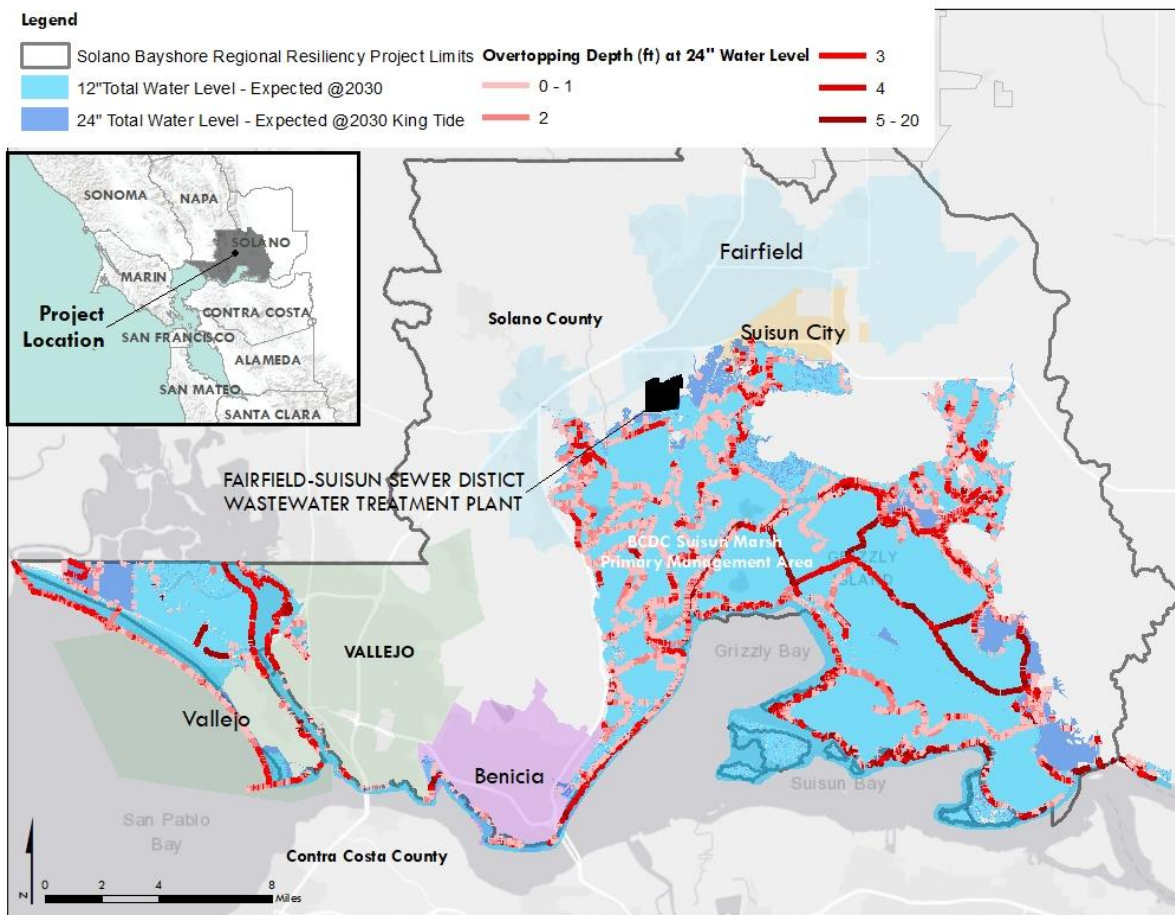 Legend
Solano Bayshore Regional Resiliency Project Limits
12"Total Water Level - Expected @2030
24" Total Water Level - Expected @2030 King Tide
Overtopping Depth (ft) at 24" Water Level
0 - 1
2
3
4
5 - 20
SONOMA
NAPA
SOLANO
MARIN
CONTRA COSTA
SAN FRANCISCO
ALAMEDA
SAN MATEO
SANTA CLARA
Project
Location
Fairfield
Solano County
Suisun City
FAIRFIELD-SUISUN SEWER DISTICT
WASTEWATER TREATMENT PLANT
BCDC Suisun Marsh
Primary Management Area
GRIZZLY
ISLAND
Grizzly Bay
VALLEJO
Vallejo
Benicia
Suisun Bay
San Pablo
Bay
Contra Costa County
N
0 2 4 8
Miles